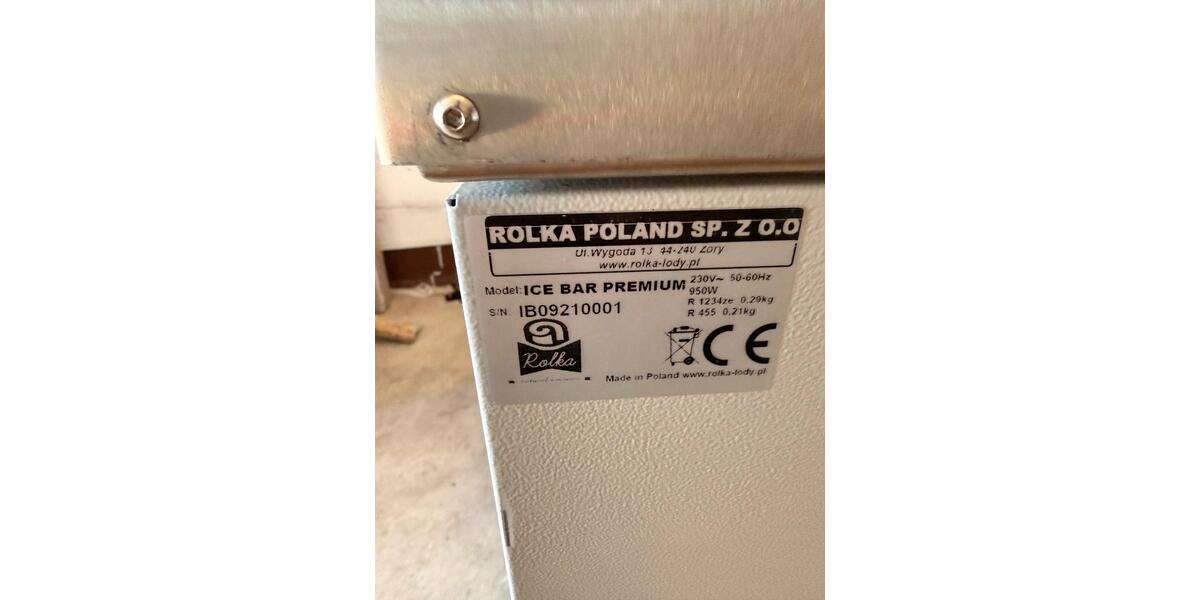 ROLKA POLAND SP. Z O.O
Ul.Wygoda 13 44-240 Żory
www.rolka-lody.pl
Model: ICE BAR PREMIUM
230V~ 50-60Hz
950W
R 1234ze 0,29kg
R 455 0,21kg
S/N: IB09210001
Rolka
CE
Made in Poland www.rolka-lody.pl